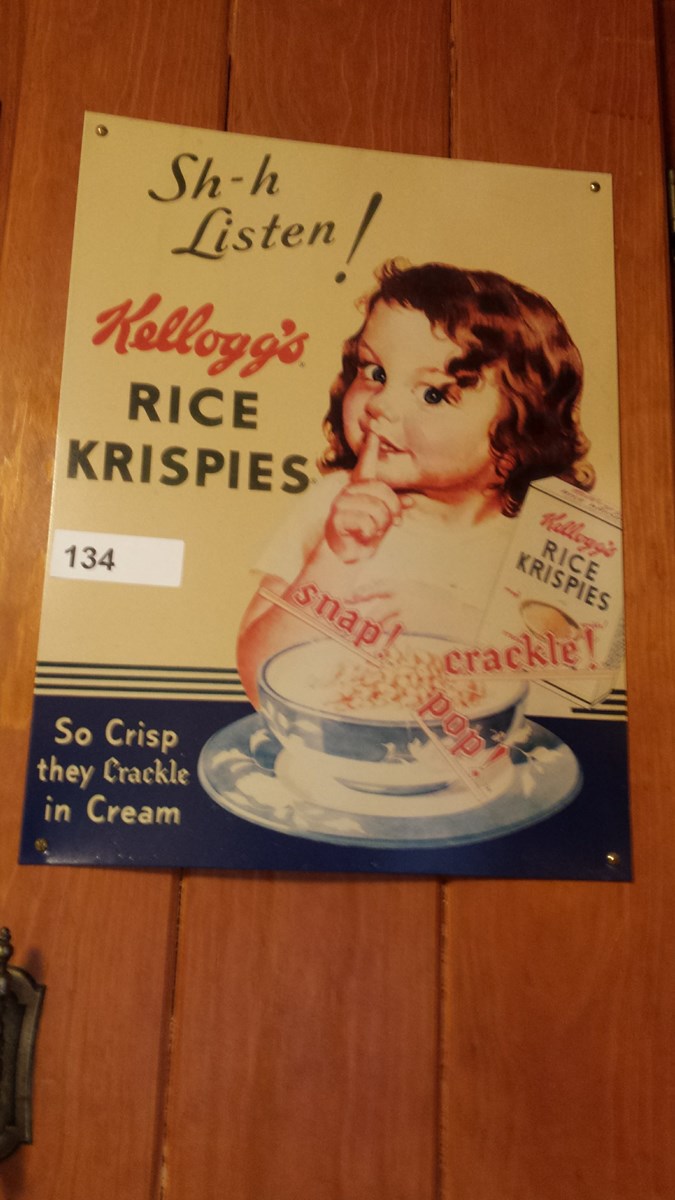 Sh-h
Listen!
Kellogg's
RICE
KRISPIES
134
Kellogg's
RICE
KRISPIES
snap!
crackle!
pop!
So Crisp
they Crackle
in Cream